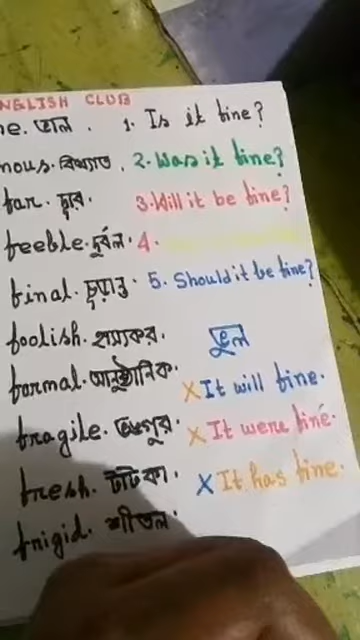 NGLISH CLUB
ne. ভাল. 1. Is it fine?
nous. বিখ্যাত. 2. Was it fine?
far. দূর. 3. Will it be fine?
feeble. দুর্বল. 4.
final. চূড়ান্ত. 5. Should it be fine?
foolish. হাস্যকর. ভুল
formal. আনুষ্ঠানিক. X It will fine.
fragile. ভঙ্গুর. X It were fine.
fresh. টাটকা. X It has fine.
frigid. শীতল.